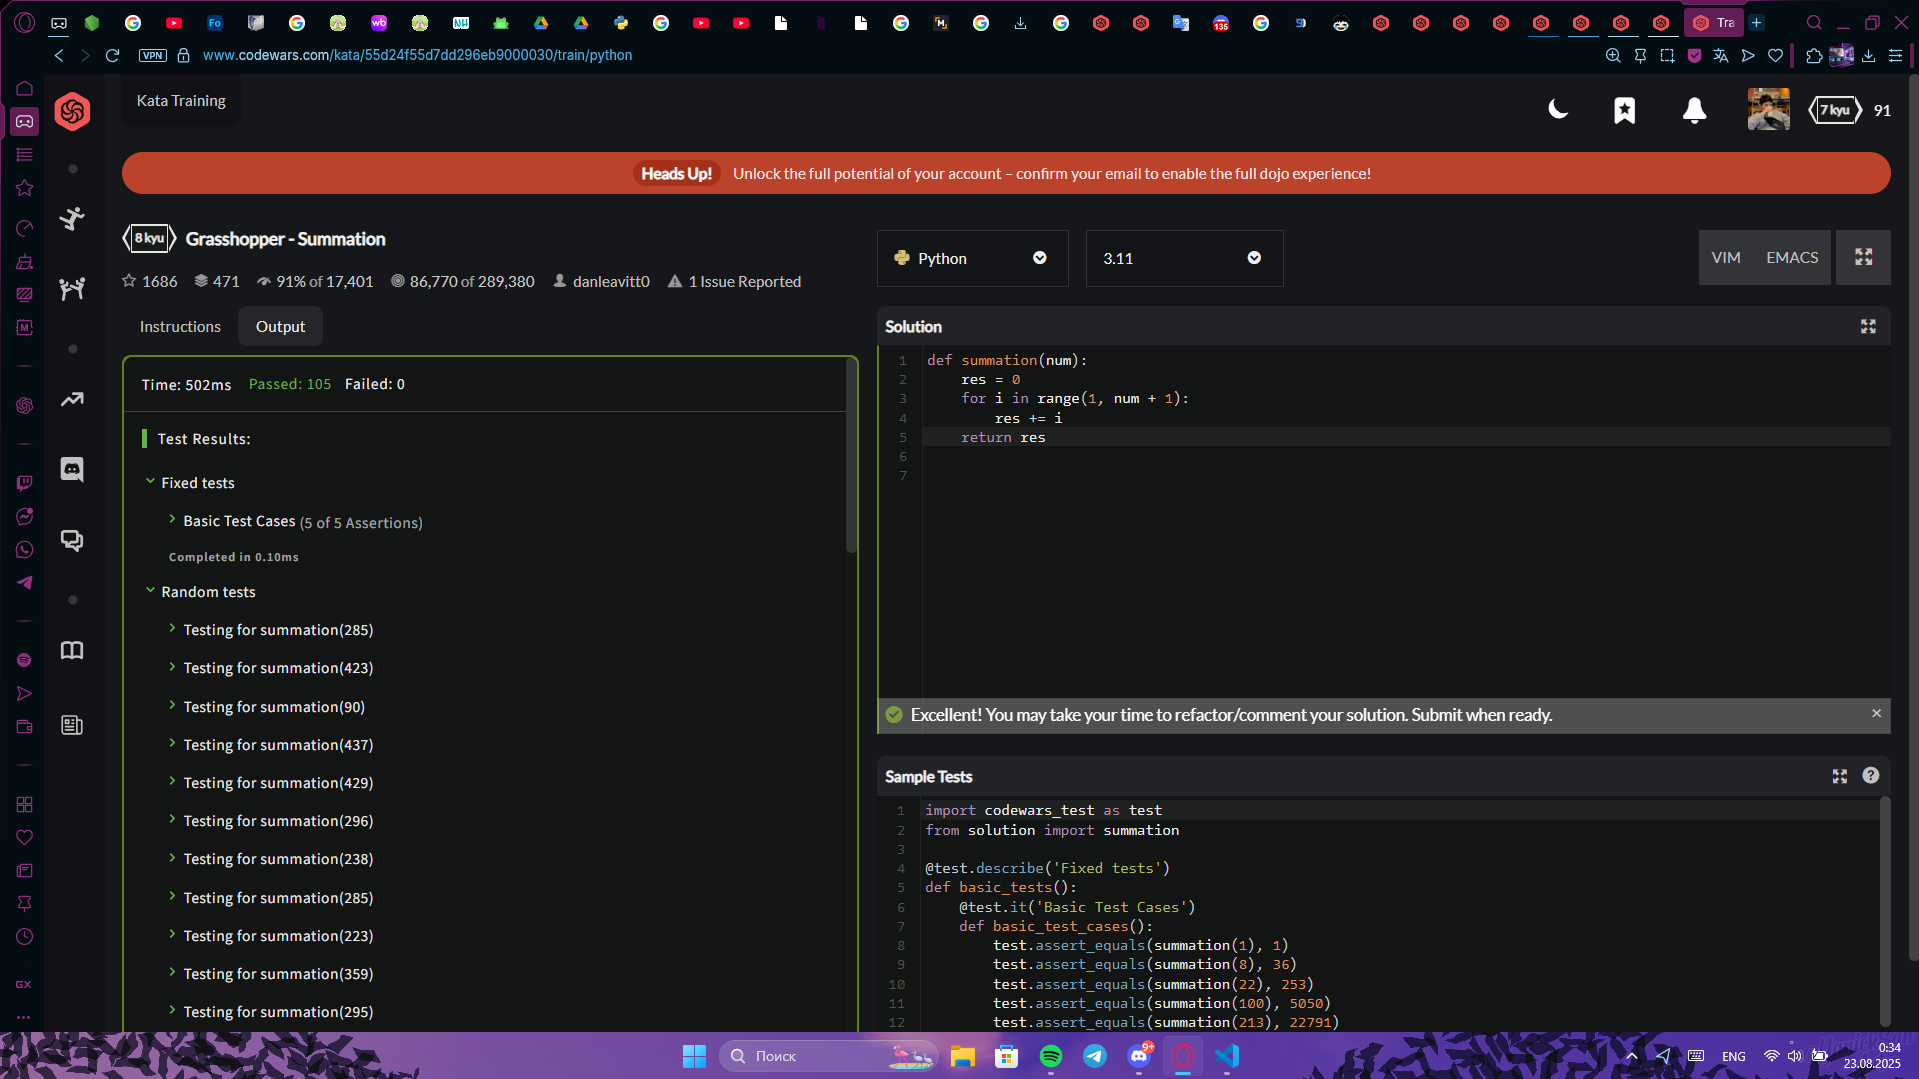 Tra
VPN
www.codewars.com/kata/55d24f55d7dd296eb9000030/train/python
Kata Training
7 kyu
91
Heads Up!
Unlock the full potential of your account – confirm your email to enable the full dojo experience!
8 kyu
Grasshopper - Summation
1686
471
91% of 17,401
86,770 of 289,380
danleavitt0
1 Issue Reported
Instructions
Output
Time: 502ms
Passed: 105
Failed: 0
Test Results:
Fixed tests
Basic Test Cases (5 of 5 Assertions)
Completed in 0.10ms
Random tests
Testing for summation(285)
Testing for summation(423)
Testing for summation(90)
Testing for summation(437)
Testing for summation(429)
Testing for summation(296)
Testing for summation(238)
Testing for summation(285)
Testing for summation(223)
Testing for summation(359)
Testing for summation(295)
Python
3.11
VIM
EMACS
Solution
1 def summation(num):
2     res = 0
3     for i in range(1, num + 1):
4         res += i
5     return res
6
7
Excellent! You may take your time to refactor/comment your solution. Submit when ready.
Sample Tests
1 import codewars_test as test
2 from solution import summation
3
4 @test.describe('Fixed tests')
5 def basic_tests():
6     @test.it('Basic Test Cases')
7     def basic_test_cases():
8         test.assert_equals(summation(1), 1)
9         test.assert_equals(summation(8), 36)
10         test.assert_equals(summation(22), 253)
11         test.assert_equals(summation(100), 5050)
12         test.assert_equals(summation(213), 22791)
GX
Поиск
9+
ENG
0:34
23.08.2025